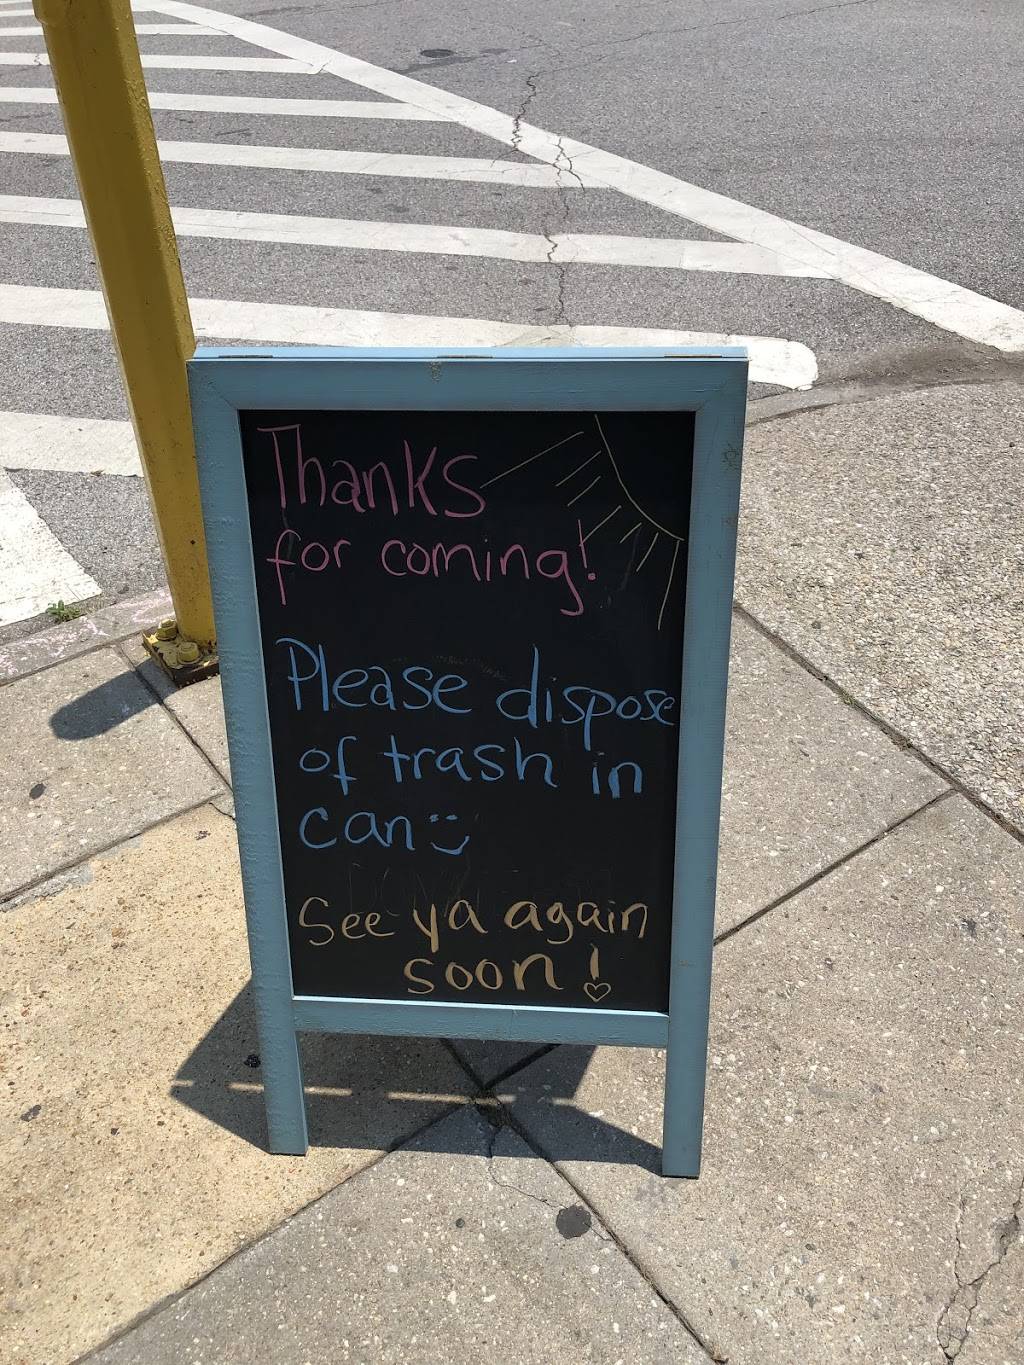 Thanks
for coming!
Please dispose
of trash in
can
See ya again
soon!